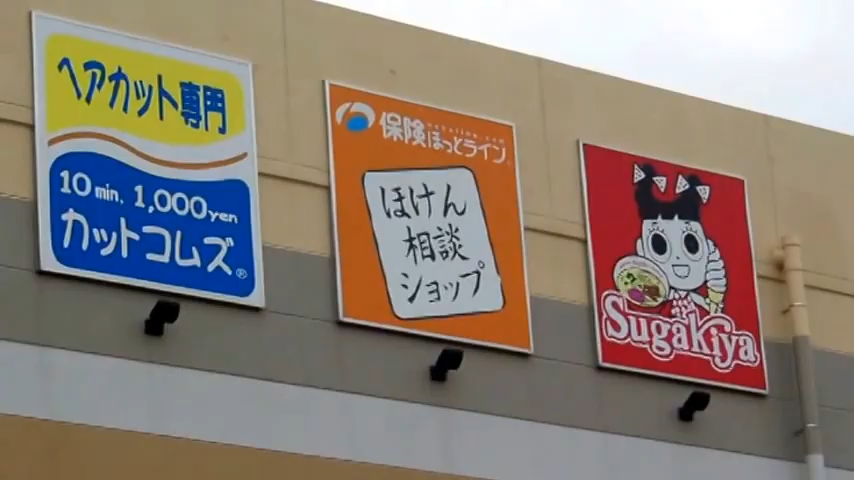 ヘアカット専門
10 min. 1,000 yen
カットコムズ®
保険ほっとライン
ほけん
相談
ショップ
Sugakiya